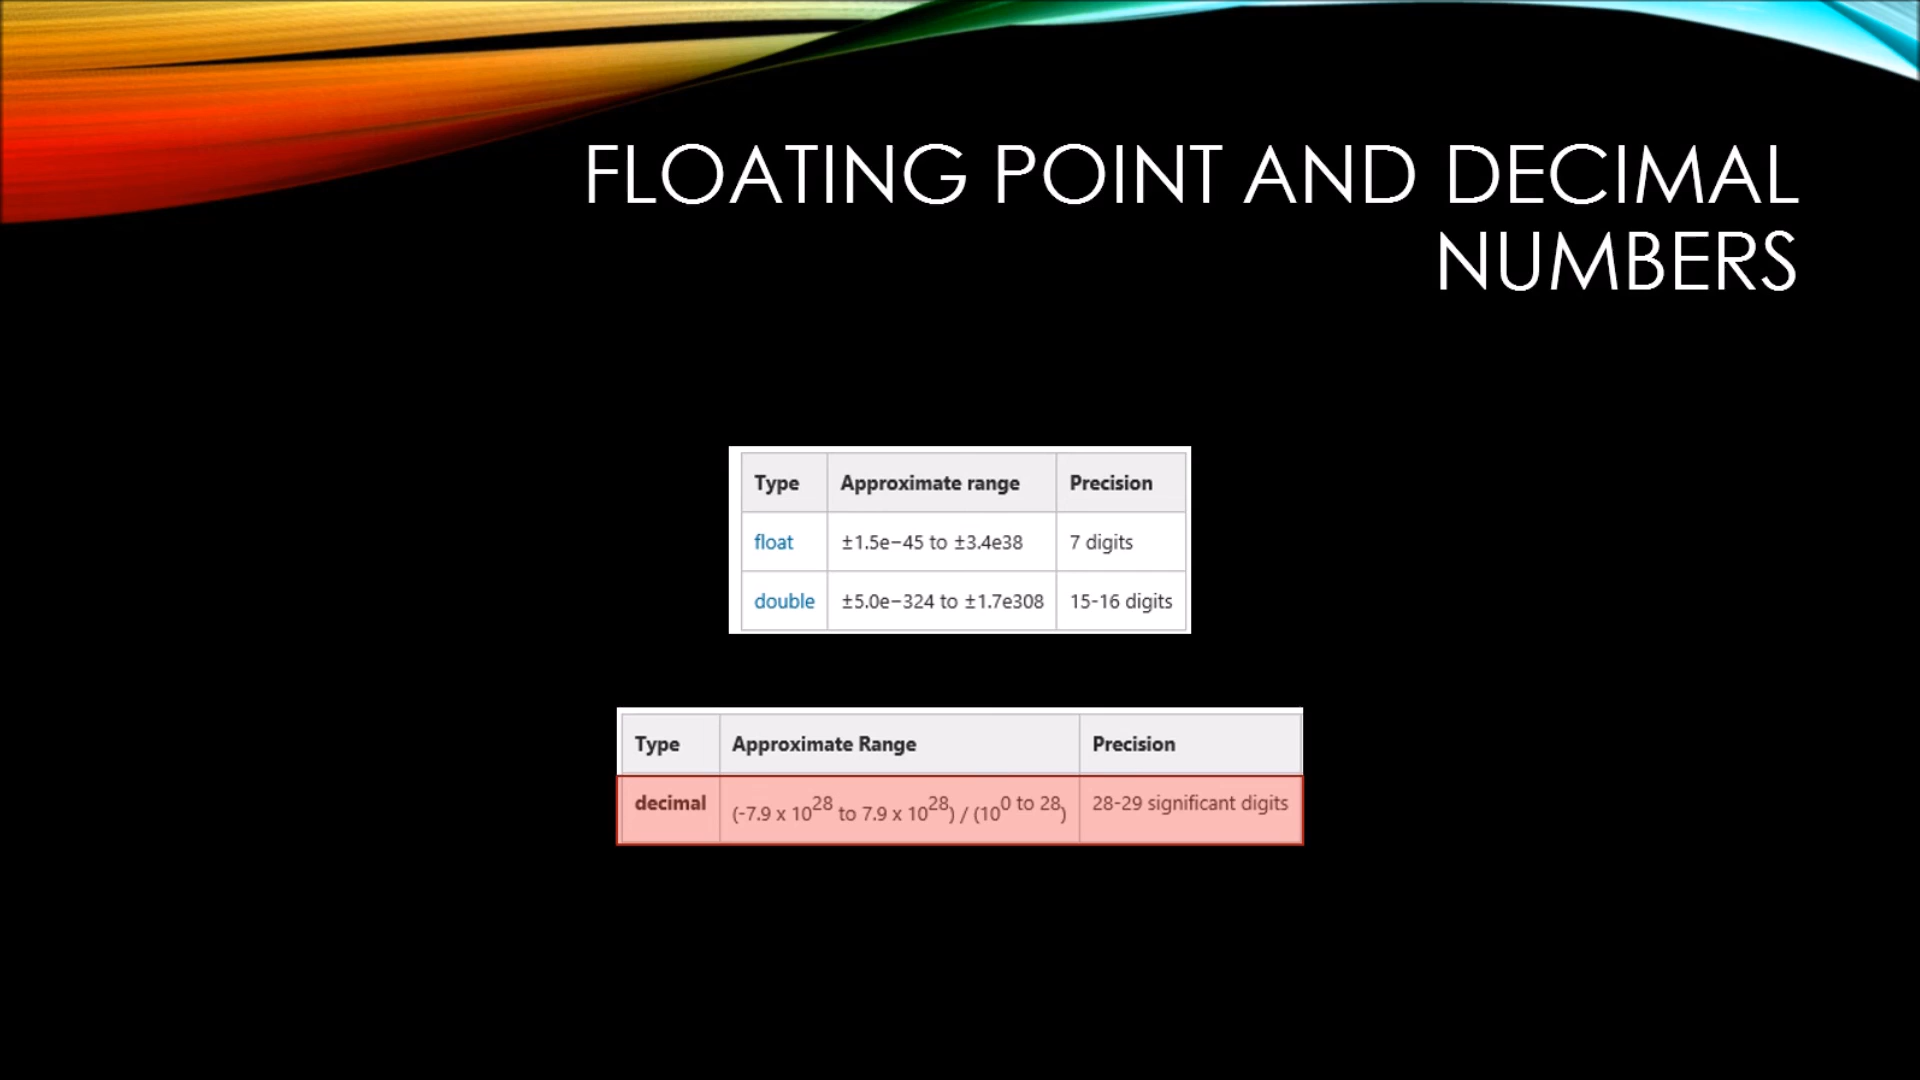 FLOATING POINT AND DECIMAL
NUMBERS
Type Approximate range Precision
float ±1.5e−45 to ±3.4e38 7 digits
double ±5.0e−324 to ±1.7e308 15-16 digits
Type Approximate Range Precision
decimal (-7.9 x 10^28 to 7.9 x 10^28) / (10^0 to 28) 28-29 significant digits